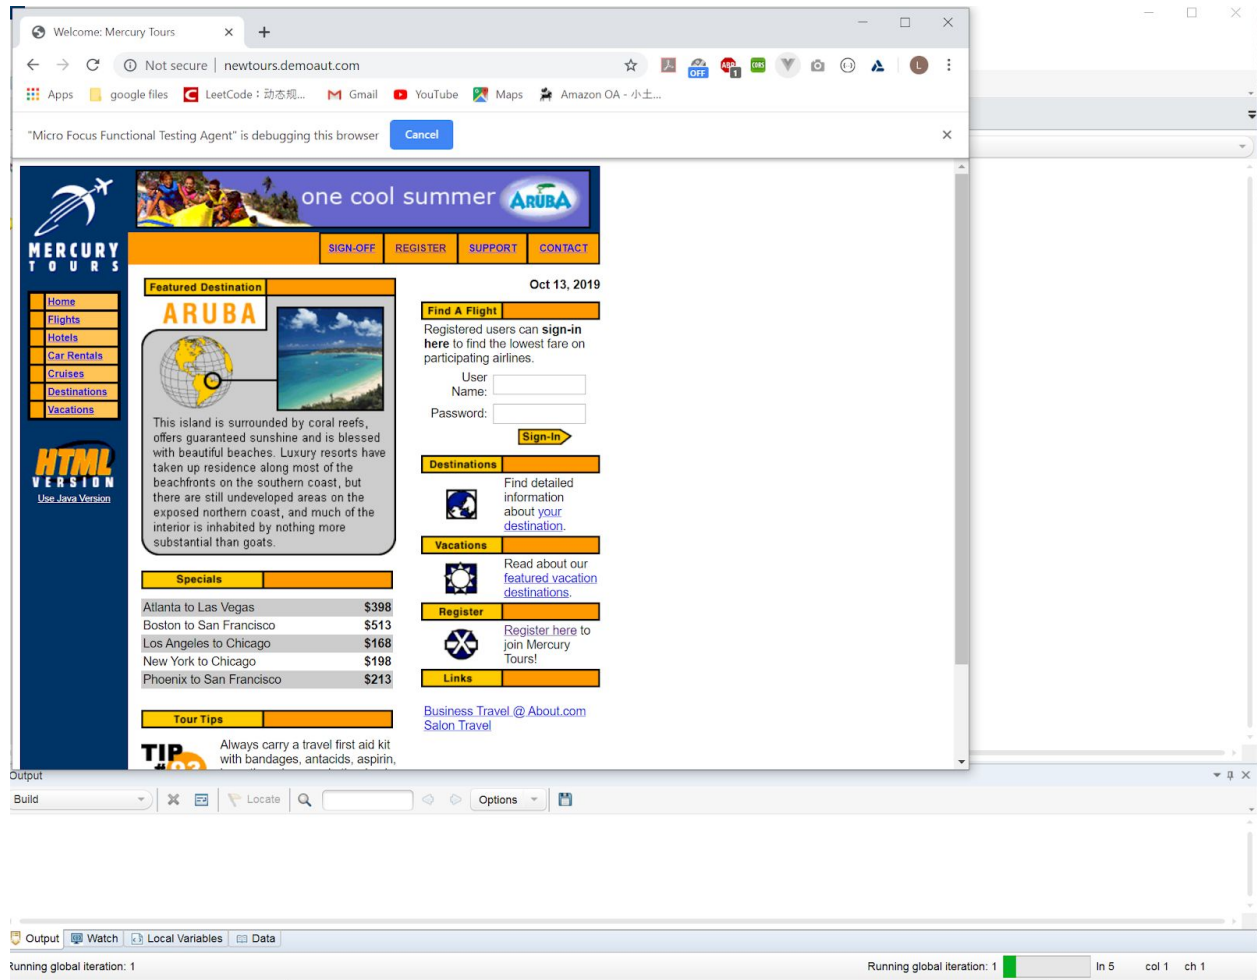 Welcome: Mercury Tours
Not secure | newtours.demoaut.com
OFF
ABP
1
CORS
L
Apps google files LeetCode：动态规... Gmail YouTube Maps Amazon OA - 小土...
"Micro Focus Functional Testing Agent" is debugging this browser Cancel
one cool summer ARUBA
MERCURY
TOURS
SIGN-OFF REGISTER SUPPORT CONTACT
Home
Flights
Hotels
Car Rentals
Cruises
Destinations
Vacations
HTML
VERSION
Use Java Version
Featured Destination
ARUBA
This island is surrounded by coral reefs,
offers guaranteed sunshine and is blessed
with beautiful beaches. Luxury resorts have
taken up residence along most of the
beachfronts on the southern coast, but
there are still undeveloped areas on the
exposed northern coast, and much of the
interior is inhabited by nothing more
substantial than goats.
Specials
Atlanta to Las Vegas $398
Boston to San Francisco $513
Los Angeles to Chicago $168
New York to Chicago $198
Phoenix to San Francisco $213
Tour Tips
TIP
Always carry a travel first aid kit
with bandages, antacids, aspirin,
Oct 13, 2019
Find A Flight
Registered users can sign-in
here to find the lowest fare on
participating airlines.
User
Name:
Password:
Sign-In
Destinations
Find detailed
information
about your
destination.
Vacations
Read about our
featured vacation
destinations.
Register
Register here to
join Mercury
Tours!
Links
Business Travel @ About.com
Salon Travel
Output
Build Locate Options
Output Watch Local Variables Data
Running global iteration: 1 Running global iteration: 1 ln 5 col 1 ch 1